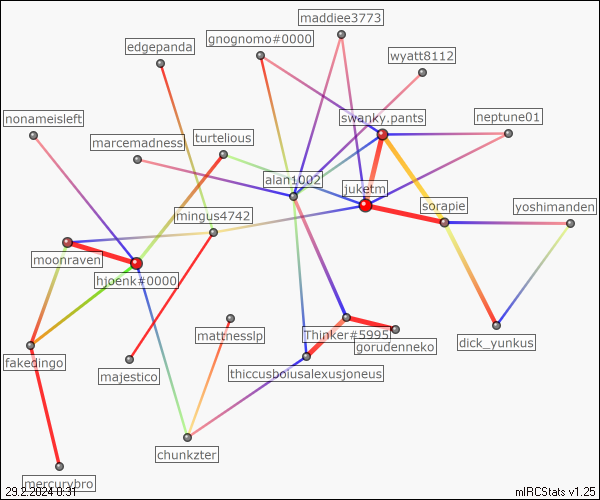 maddiee3773
gnognomo#0000
edgepanda
wyatt8112
nonameisleft
swanky.pants
neptune01
marcemadness
turtelious
alan1002
juketm
sorapie
yoshimanden
mingus4742
moonraven
hjoenk#0000
mattnesslp
Thinker#5995
gorudenneko
dick_yunkus
fakedingo
majestico
thiccusboiusalexusjoneus
chunkzter
mercurybro
29.2.2024 0:31
mIRCStats v1.25